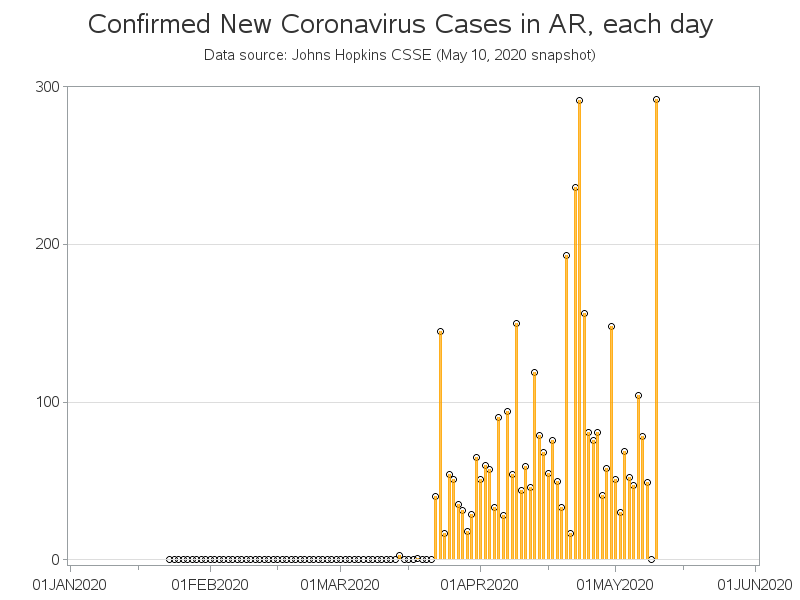 Confirmed New Coronavirus Cases in AR, each day
Data source: Johns Hopkins CSSE (May 10, 2020 snapshot)
300
200
100
0
01JAN2020 01FEB2020 01MAR2020 01APR2020 01MAY2020 01JUN2020